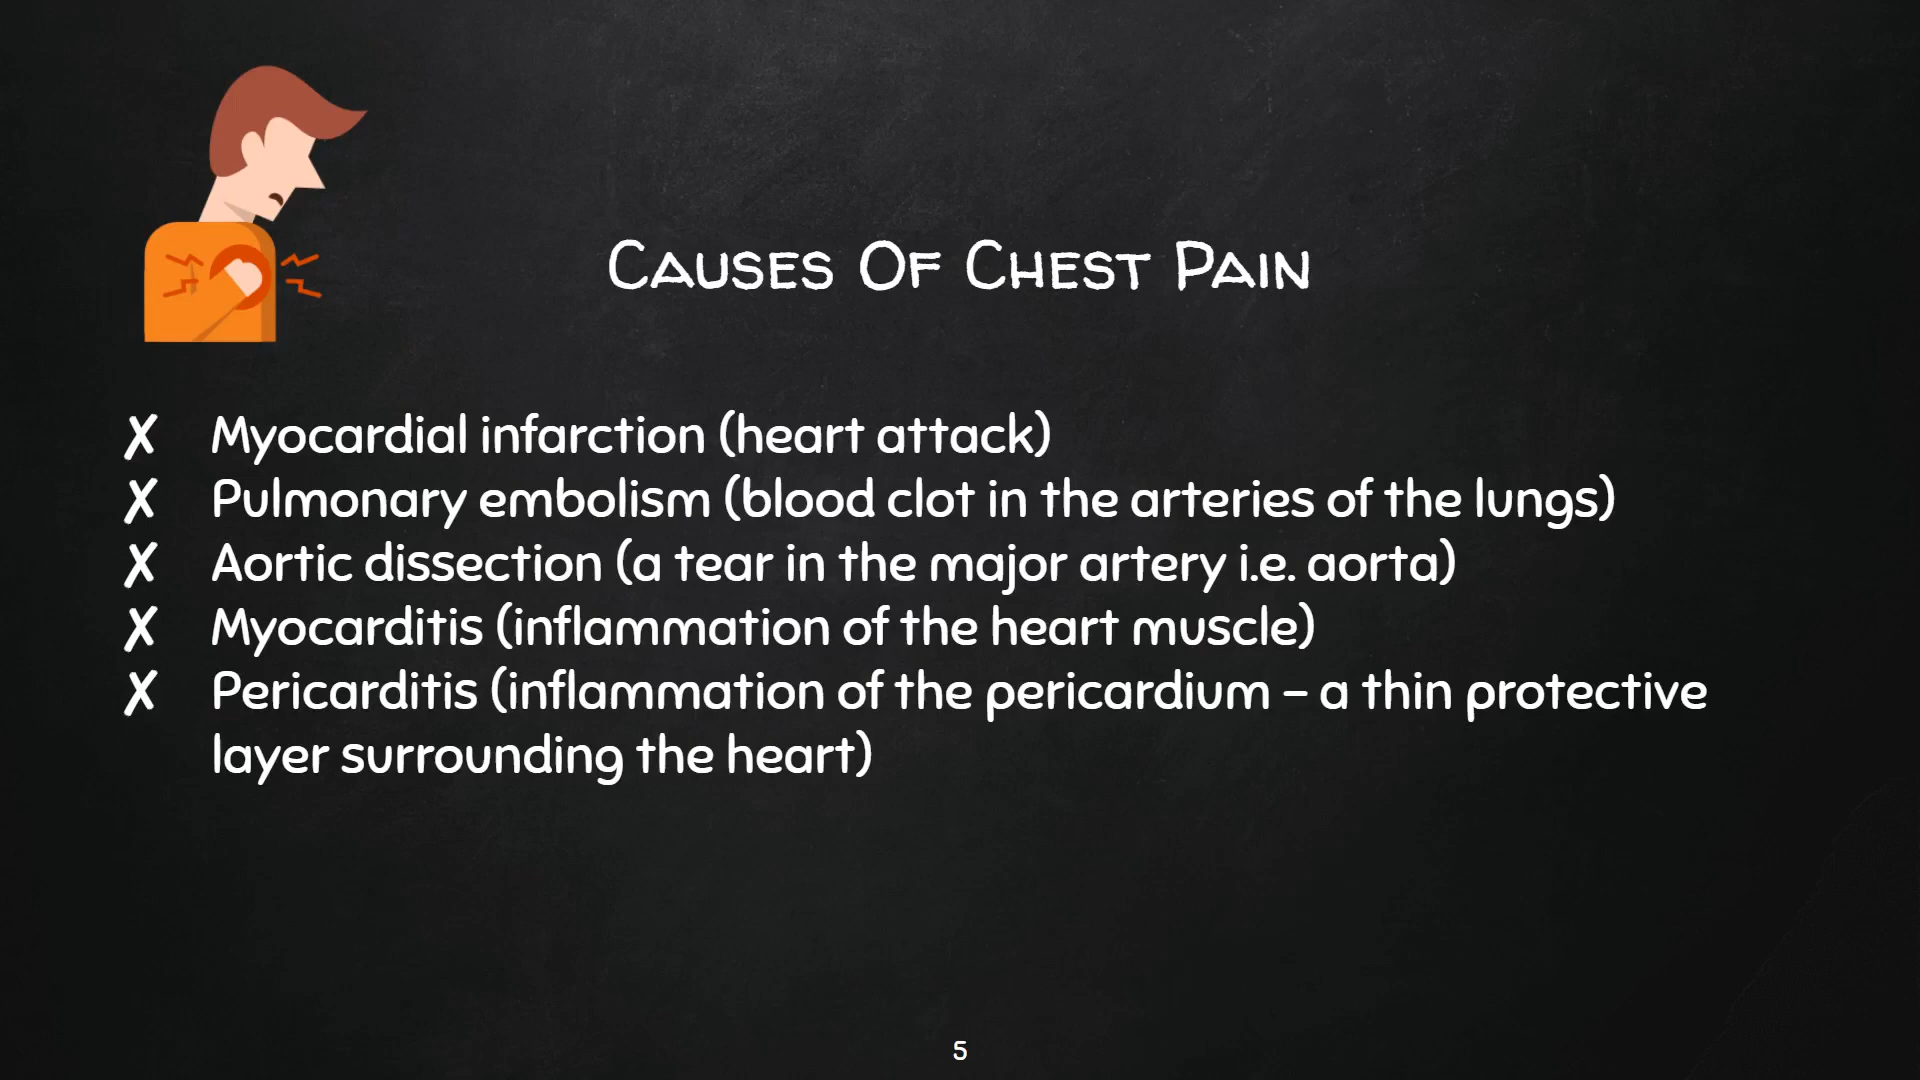 Causes Of Chest Pain
✗ Myocardial infarction (heart attack)
✗ Pulmonary embolism (blood clot in the arteries of the lungs)
✗ Aortic dissection (a tear in the major artery i.e. aorta)
✗ Myocarditis (inflammation of the heart muscle)
✗ Pericarditis (inflammation of the pericardium – a thin protective
layer surrounding the heart)
5